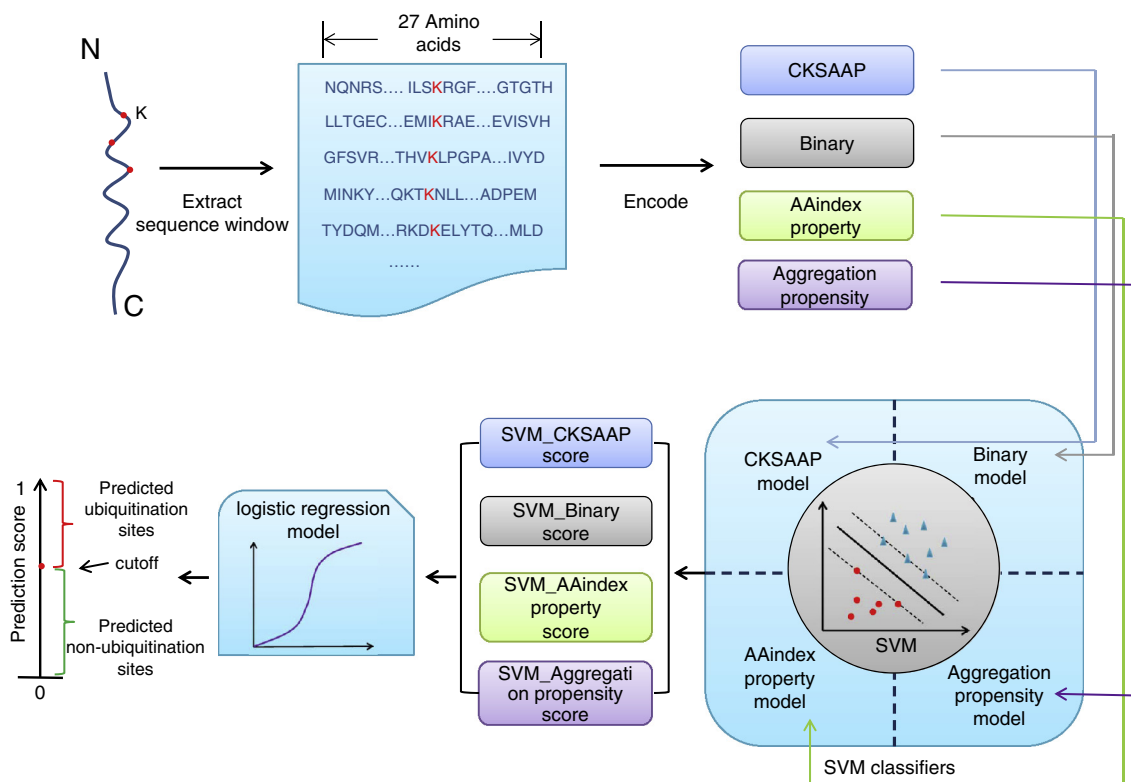 N
K
C
Extract
sequence window
27 Amino
acids
NQNRS.... ILSKRGF....GTGTH
LLTGEC...EMIKRAE...EVISVH
GFSVR...THVKLPGPA...IVYD
MINKY...QKTKNLL...ADPEM
TYDQM...RKDKELYTQ...MLD
......
Encode
CKSAAP
Binary
AAindex
property
Aggregation
propensity
CKSAAP
model
Binary
model
SVM
AAindex
property
model
Aggregation
propensity
model
SVM classifiers
SVM_CKSAAP
score
SVM_Binary
score
SVM_AAindex
property
score
SVM_Aggregati
on propensity
score
logistic regression
model
Prediction score
1
0
Predicted
ubiquitination
sites
cutoff
Predicted
non-ubiquitination
sites